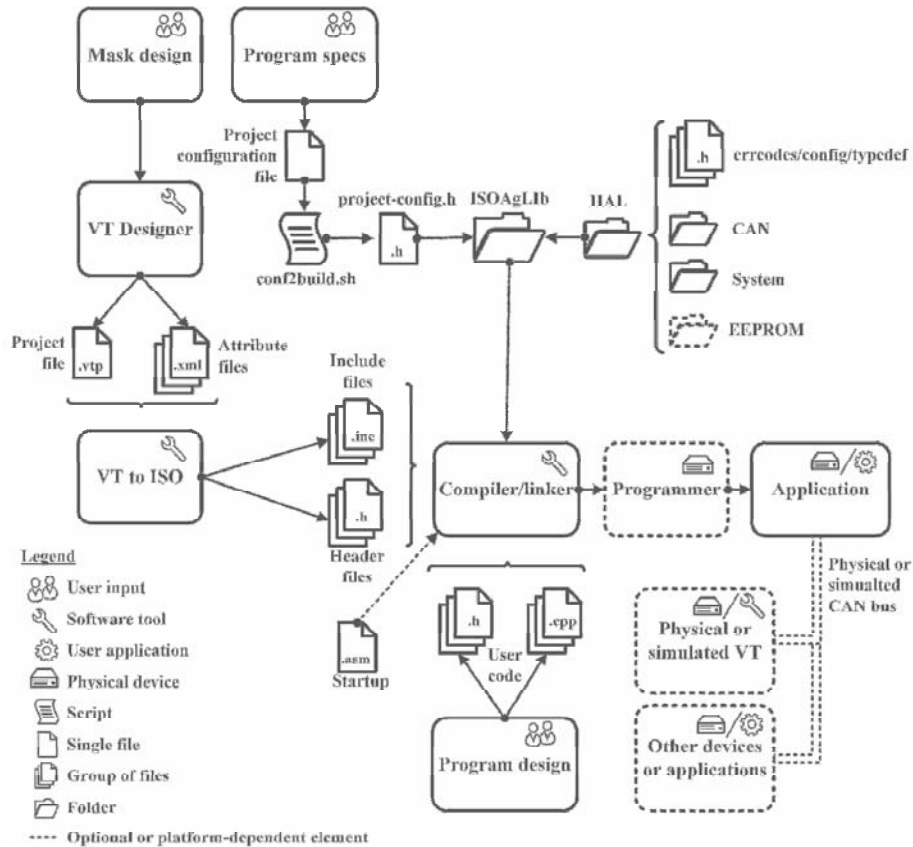 Mask design
Program specs
Project
configuration
file
.h
errcodes/config/typedef
project-config.h
ISOAgLIb
HAL
VT Designer
CAN
conf2build.sh
.h
System
Project
file
.vtp
.xml
Attribute
files
EEPROM
Include
files
.inc
VT to ISO
Compiler/linker
Programmer
Application
.h
Header
files
Legend
User input
Software tool
User application
Physical device
Script
Single file
Group of files
Folder
Optional or platform-dependent element
.asm
Startup
.h
.cpp
User
code
Program design
Physical or
simualted
CAN bus
Physical or
simulated VT
Other devices
or applications